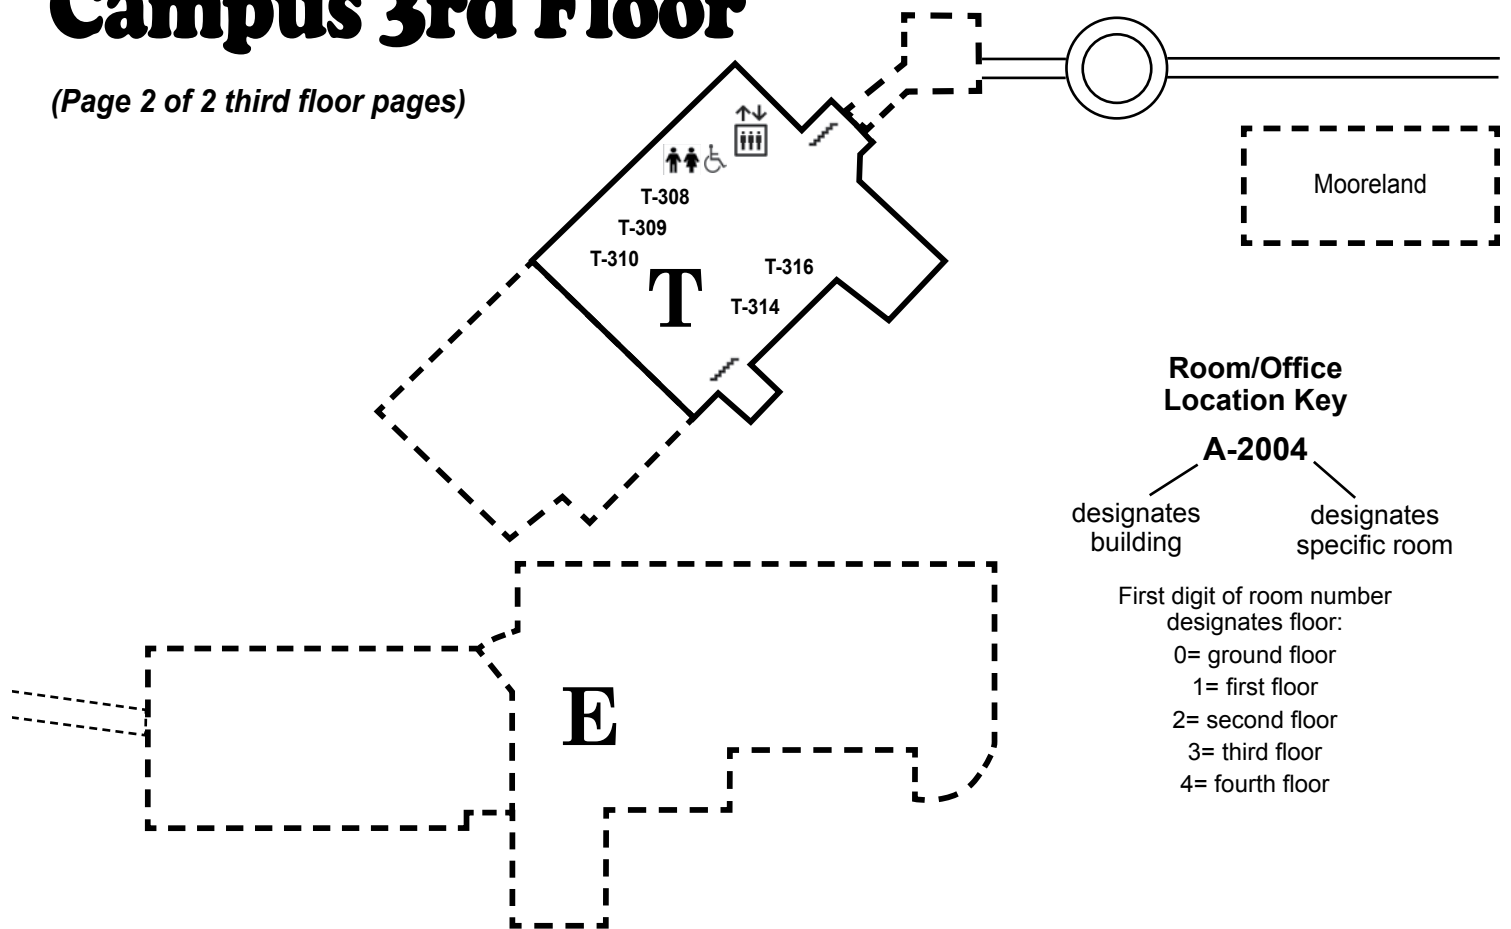 Campus 3rd Floor
(Page 2 of 2 third floor pages)
Mooreland
T-308
T-309
T-310
T-316
T
T-314
Room/Office
Location Key
A-2004
designates
building
designates
specific room
First digit of room number
designates floor:
0= ground floor
1= first floor
2= second floor
3= third floor
4= fourth floor
E